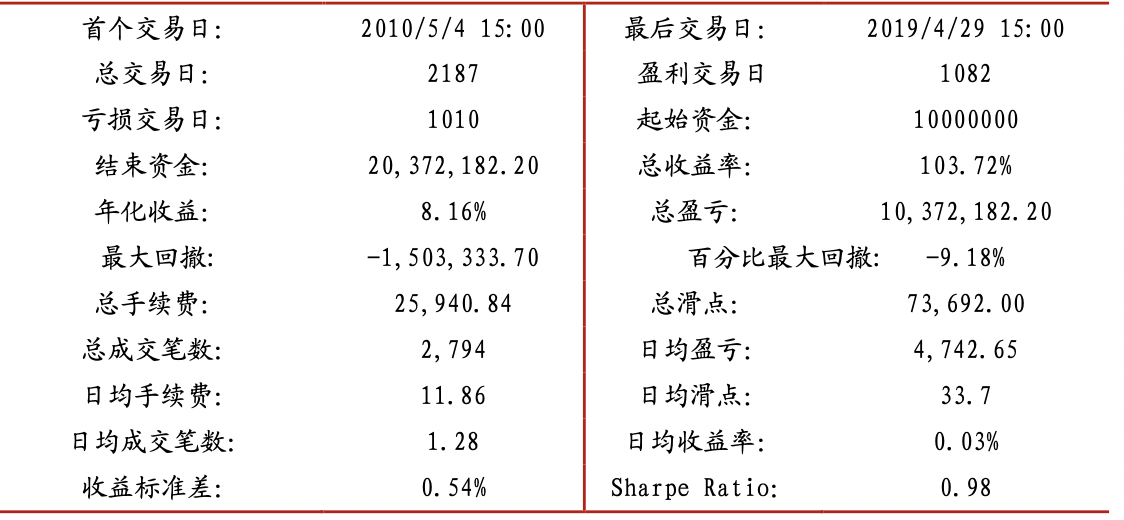 首个交易日: 2010/5/4 15:00 最后交易日: 2019/4/29 15:00
总交易日: 2187 盈利交易日 1082
亏损交易日: 1010 起始资金: 10000000
结束资金: 20,372,182.20 总收益率: 103.72%
年化收益: 8.16% 总盈亏: 10,372,182.20
最大回撤: -1,503,333.70 百分比最大回撤: -9.18%
总手续费: 25,940.84 总滑点: 73,692.00
总成交笔数: 2,794 日均盈亏: 4,742.65
日均手续费: 11.86 日均滑点: 33.7
日均成交笔数: 1.28 日均收益率: 0.03%
收益标准差: 0.54% Sharpe Ratio: 0.98